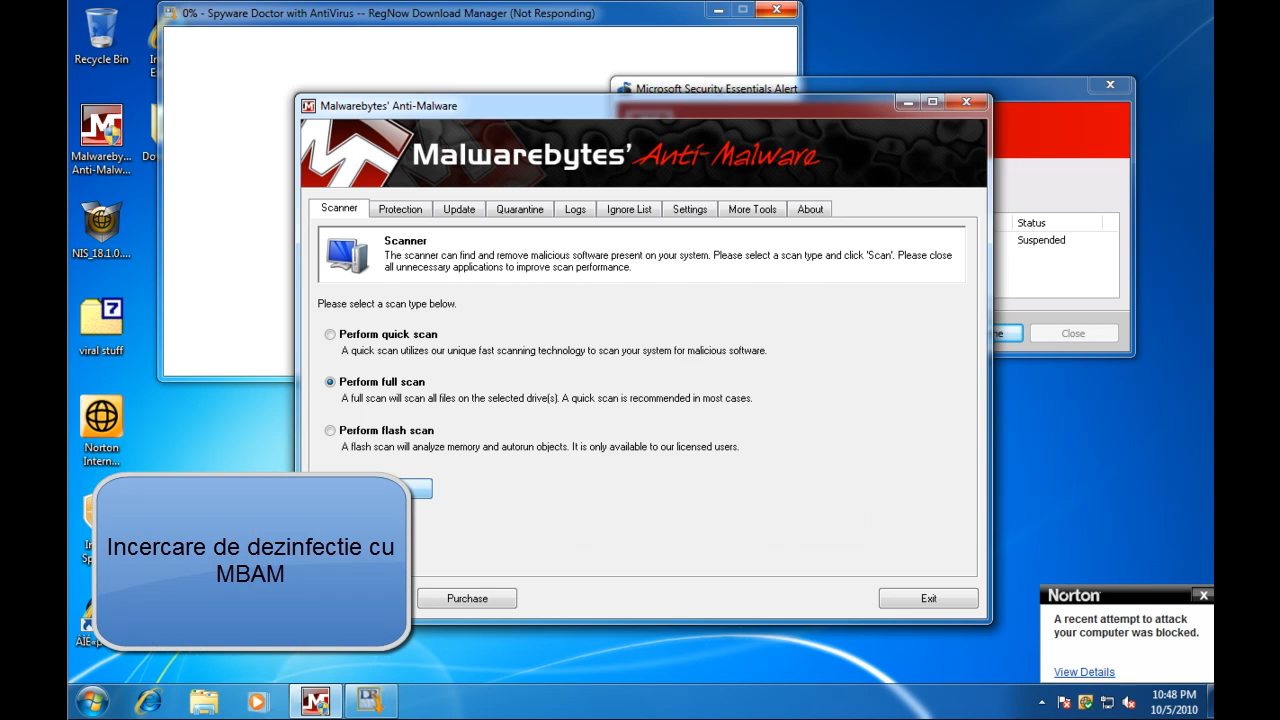 0% - Spyware Doctor with AntiVirus -- RegNow Download Manager (Not Responding)
Recycle Bin
Microsoft Security Essentials Alert
Malwarebytes' Anti-Malware
Malwarebytes' Anti-Malware
Malwareby...
Anti-Malw...
Scanner
Protection
Update
Quarantine
Logs
Ignore List
Settings
More Tools
About
Scanner
The scanner can find and remove malicious software present on your system. Please select a scan type and click 'Scan'. Please close
all unnecessary applications to improve scan performance.
Status
Suspended
NIS_18.1.0....
Please select a scan type below.
Perform quick scan
A quick scan utilizes our unique fast scanning technology to scan your system for malicious software.
Close
7
viral stuff
Perform full scan
A full scan will scan all files on the selected drive(s). A quick scan is recommended in most cases.
Perform flash scan
A flash scan will analyze memory and autorun objects. It is only available to our licensed users.
Norton
Intern...
Incercare de dezinfectie cu
MBAM
Purchase
Exit
Norton
A recent attempt to attack
your computer was blocked.
View Details
10:48 PM
10/5/2010